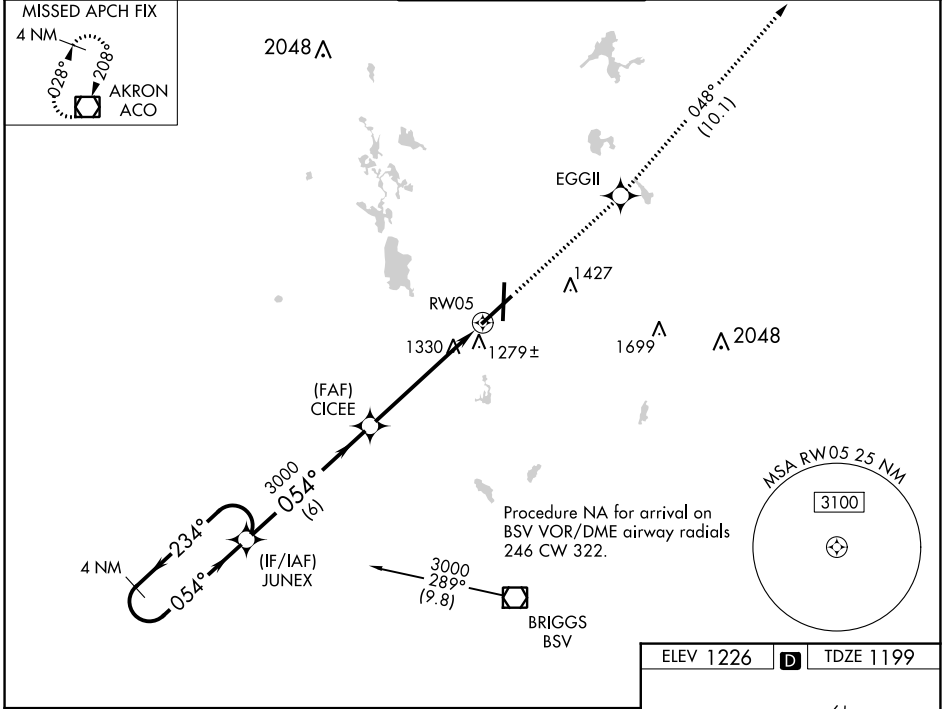 MISSED APCH FIX
4 NM
028°
208°
AKRON
ACO
2048
048°
(10.1)
EGGII
1427
RW05
1330
1279±
1699
2048
(FAF)
CICEE
3000
054°
(6)
MSA RW05 25 NM
3100
Procedure NA for arrival on
BSV VOR/DME airway radials
246 CW 322.
234°
4 NM
054°
(IF/IAF)
JUNEX
3000
289°
(9.8)
BRIGGS
BSV
ELEV 1226 D TDZE 1199